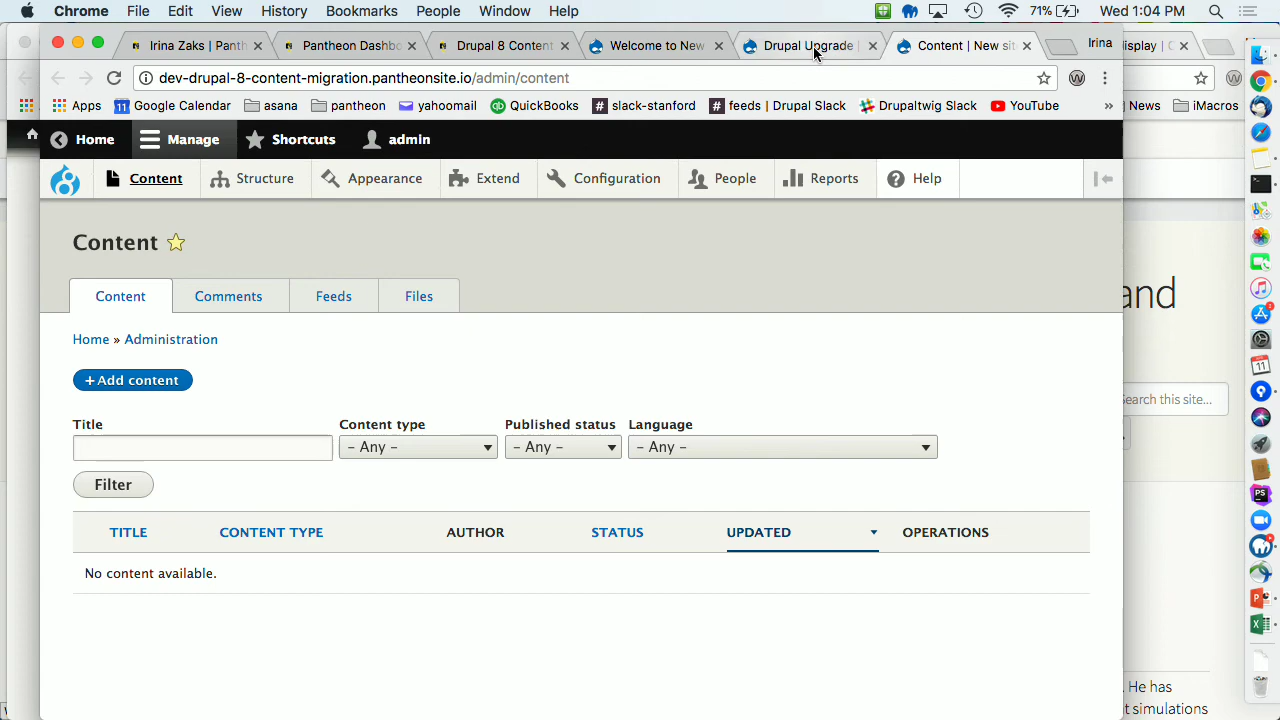 Chrome File Edit View History Bookmarks People Window Help 71% Wed 1:04 PM
Irina Zaks | Panth Pantheon Dashbo Drupal 8 Conten Welcome to New Drupal Upgrade | Content | New site Irina isplay | C
dev-drupal-8-content-migration.pantheonsite.io/admin/content
Apps Google Calendar asana pantheon yahoomail QuickBooks slack-stanford feeds | Drupal Slack Drupaltwig Slack YouTube » News iMacros
Home Manage Shortcuts admin
Content Structure Appearance Extend Configuration People Reports Help
Content
Content Comments Feeds Files
and
Home » Administration
+ Add content
Search this site...
Title Content type Published status Language
– Any – – Any – – Any –
Filter
TITLE CONTENT TYPE AUTHOR STATUS UPDATED OPERATIONS
No content available.
. He has
t simulations